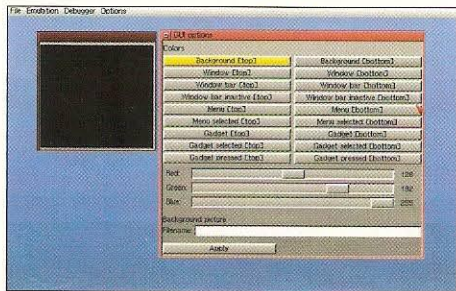 File Emulation Debugger Options
GUI options
Colors
Background [top] Background [bottom]
Window [top] Window [bottom]
Window bar [top] Window bar [bottom]
Window bar inactive [top] Window bar inactive [bottom]
Menu [top] Menu [bottom]
Menu selected [top] Menu selected [bottom]
Gadget [top] Gadget [bottom]
Gadget selected [top] Gadget selected [bottom]
Gadget pressed [top] Gadget pressed [bottom]
Red: 128
Green: 192
Blue: 255
Background picture
Filename:
Apply